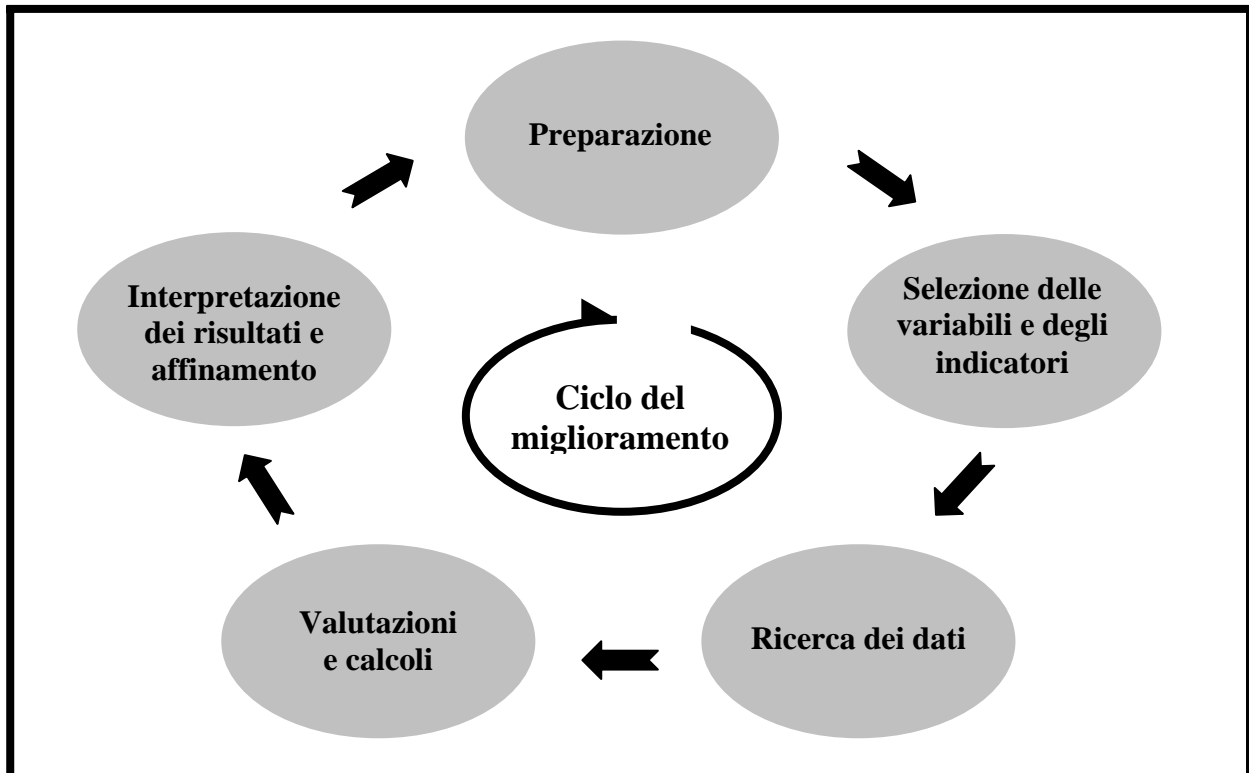 Preparazione
Selezione delle
variabili e degli
indicatori
Ricerca dei dati
Valutazioni
e calcoli
Interpretazione
dei risultati e
affinamento
Ciclo del
miglioramento